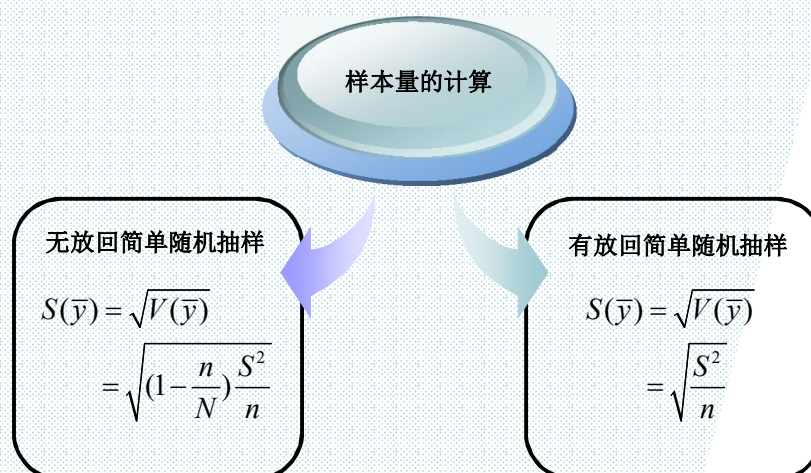 样本量的计算
无放回简单随机抽样
S(y̅) = √V(y̅)
= √(1 − n/N) S²/n
有放回简单随机抽样
S(y̅) = √V(y̅)
= √S²/n